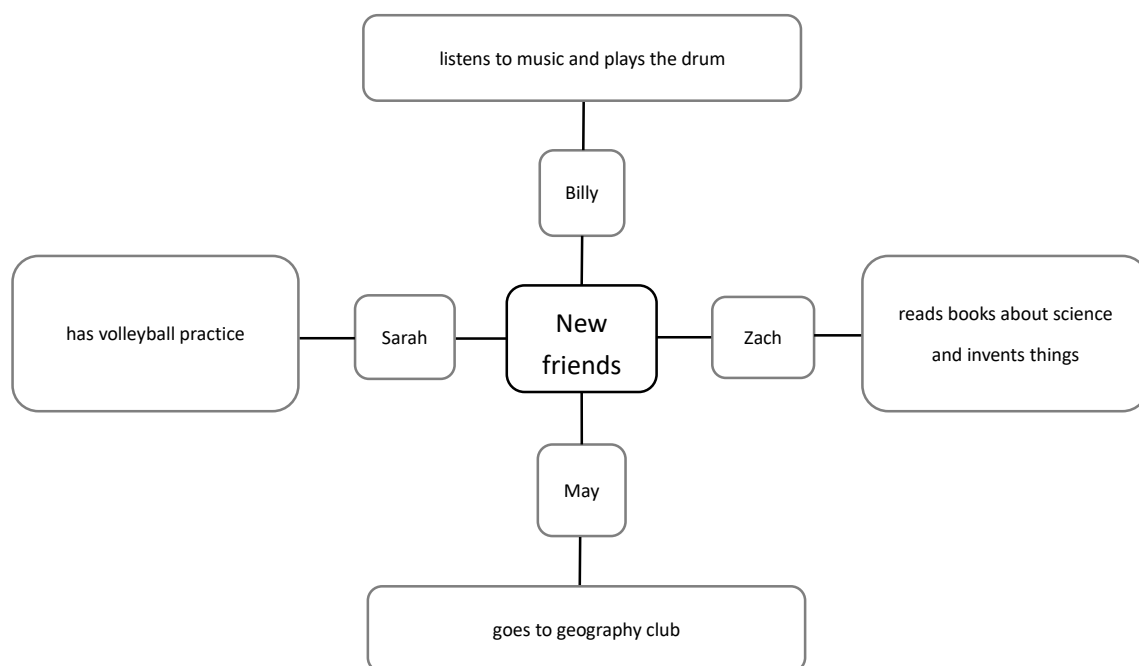 listens to music and plays the drum
Billy
has volleyball practice
Sarah
New
friends
Zach
reads books about science
and invents things
May
goes to geography club